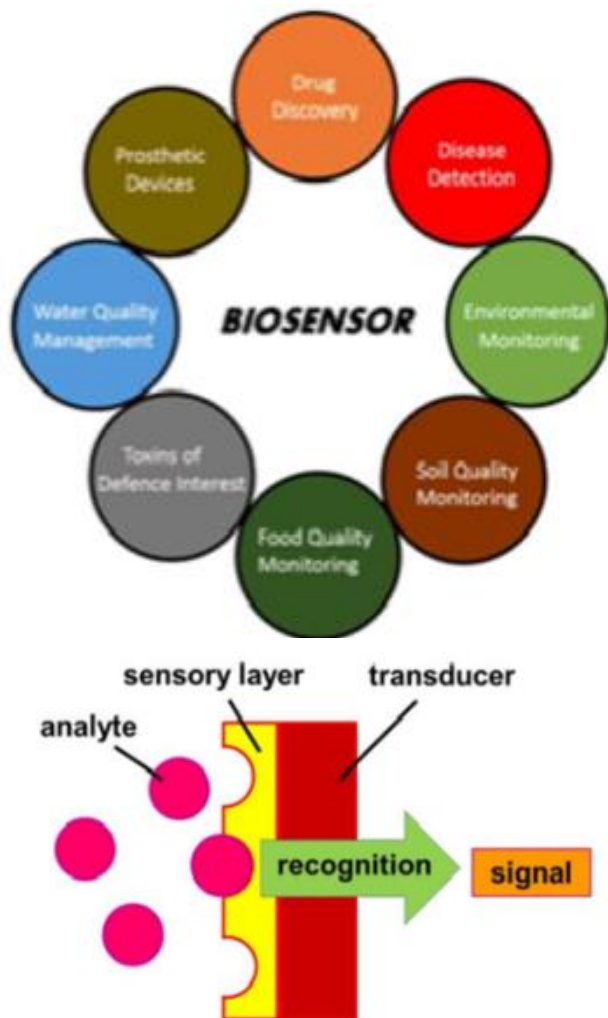 Drug
Discovery
Prosthetic
Devices
Disease
Detection
Water Quality
Management
BIOSENSOR
Environmental
Monitoring
Toxins of
Defence Interest
Soil Quality
Monitoring
Food Quality
Monitoring
sensory layer
transducer
analyte
recognition
signal